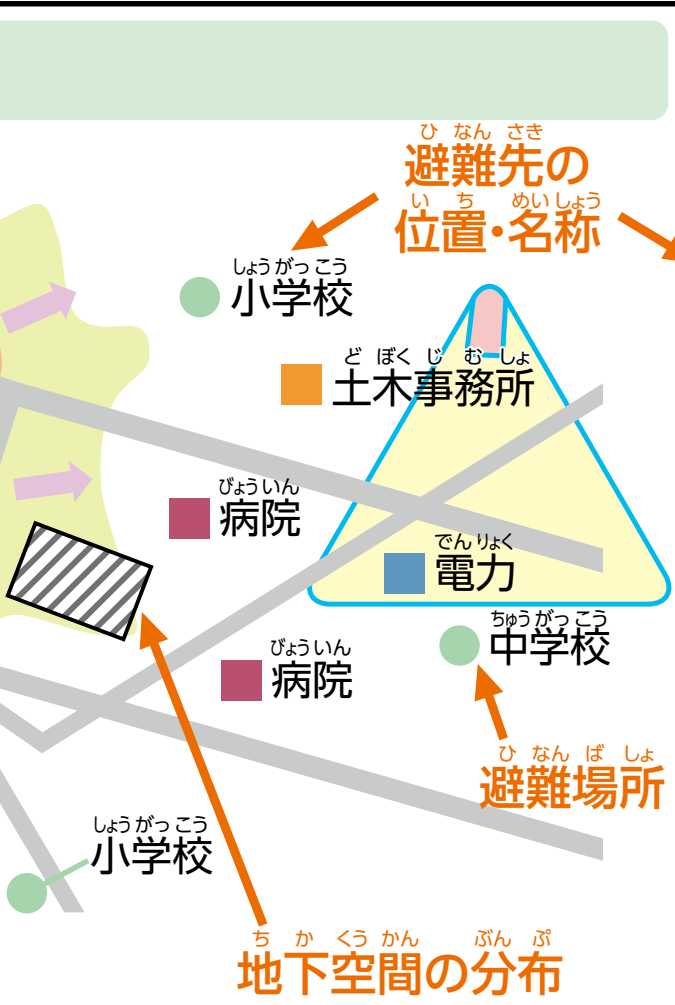 ひなんさき
避難先の
いち めいしょう
位置・名称
しょうがっこう
小学校
どぼくじむしょ
土木事務所
びょういん
病院
でんりょく
電力
ちゅうがっこう
中学校
びょういん
病院
ひなんばしょ
避難場所
しょうがっこう
小学校
ちかくうかん ぶんぷ
地下空間の分布